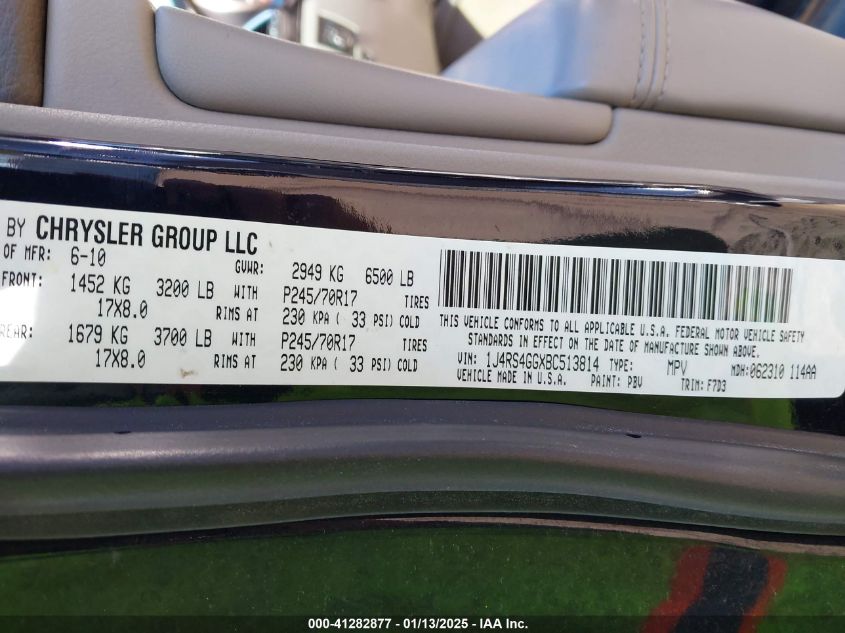 BY CHRYSLER GROUP LLC
OF MFR: 6-10 GVWR: 2949 KG 6500 LB
FRONT: 1452 KG 3200 LB WITH P245/70R17 TIRES
17X8.0 RIMS AT 230 KPA ( 33 PSI) COLD
REAR: 1679 KG 3700 LB WITH P245/70R17 TIRES
17X8.0 RIMS AT 230 KPA ( 33 PSI) COLD
THIS VEHICLE CONFORMS TO ALL APPLICABLE U.S.A. FEDERAL MOTOR VEHICLE SAFETY
STANDARDS IN EFFECT ON THE DATE OF MANUFACTURE SHOWN ABOVE.
VIN: 1J4RS4GGXBC513814 TYPE: MPV MDH:062310 114AA
VEHICLE MADE IN U.S.A. PAINT: PBV TRIM: F7D3
000-41282877 - 01/13/2025 - IAA Inc.